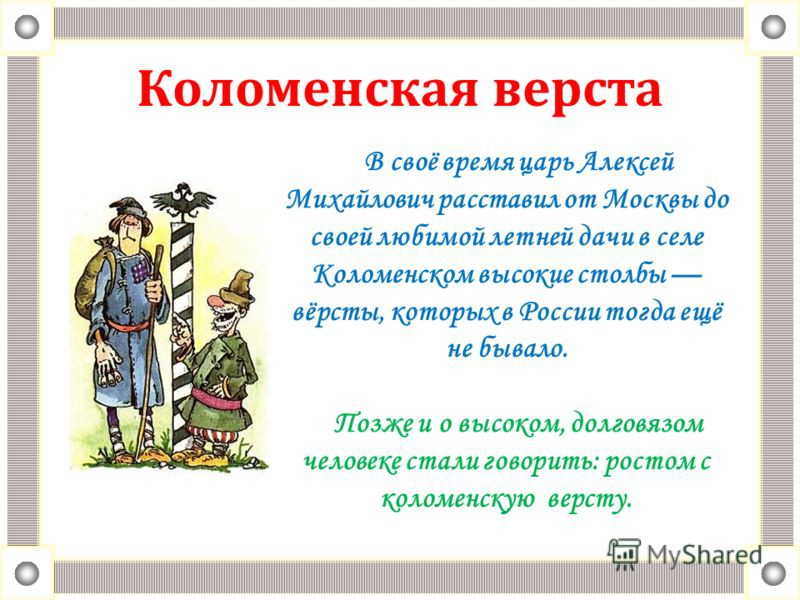 Коломенская верста
В своё время царь Алексей
Михайлович расставил от Москвы до
своей любимой летней дачи в селе
Коломенском высокие столбы —
вёрсты, которых в России тогда ещё
не бывало.
Позже и о высоком, долговязом
человеке стали говорить: ростом с
коломенскую версту.
MyShared